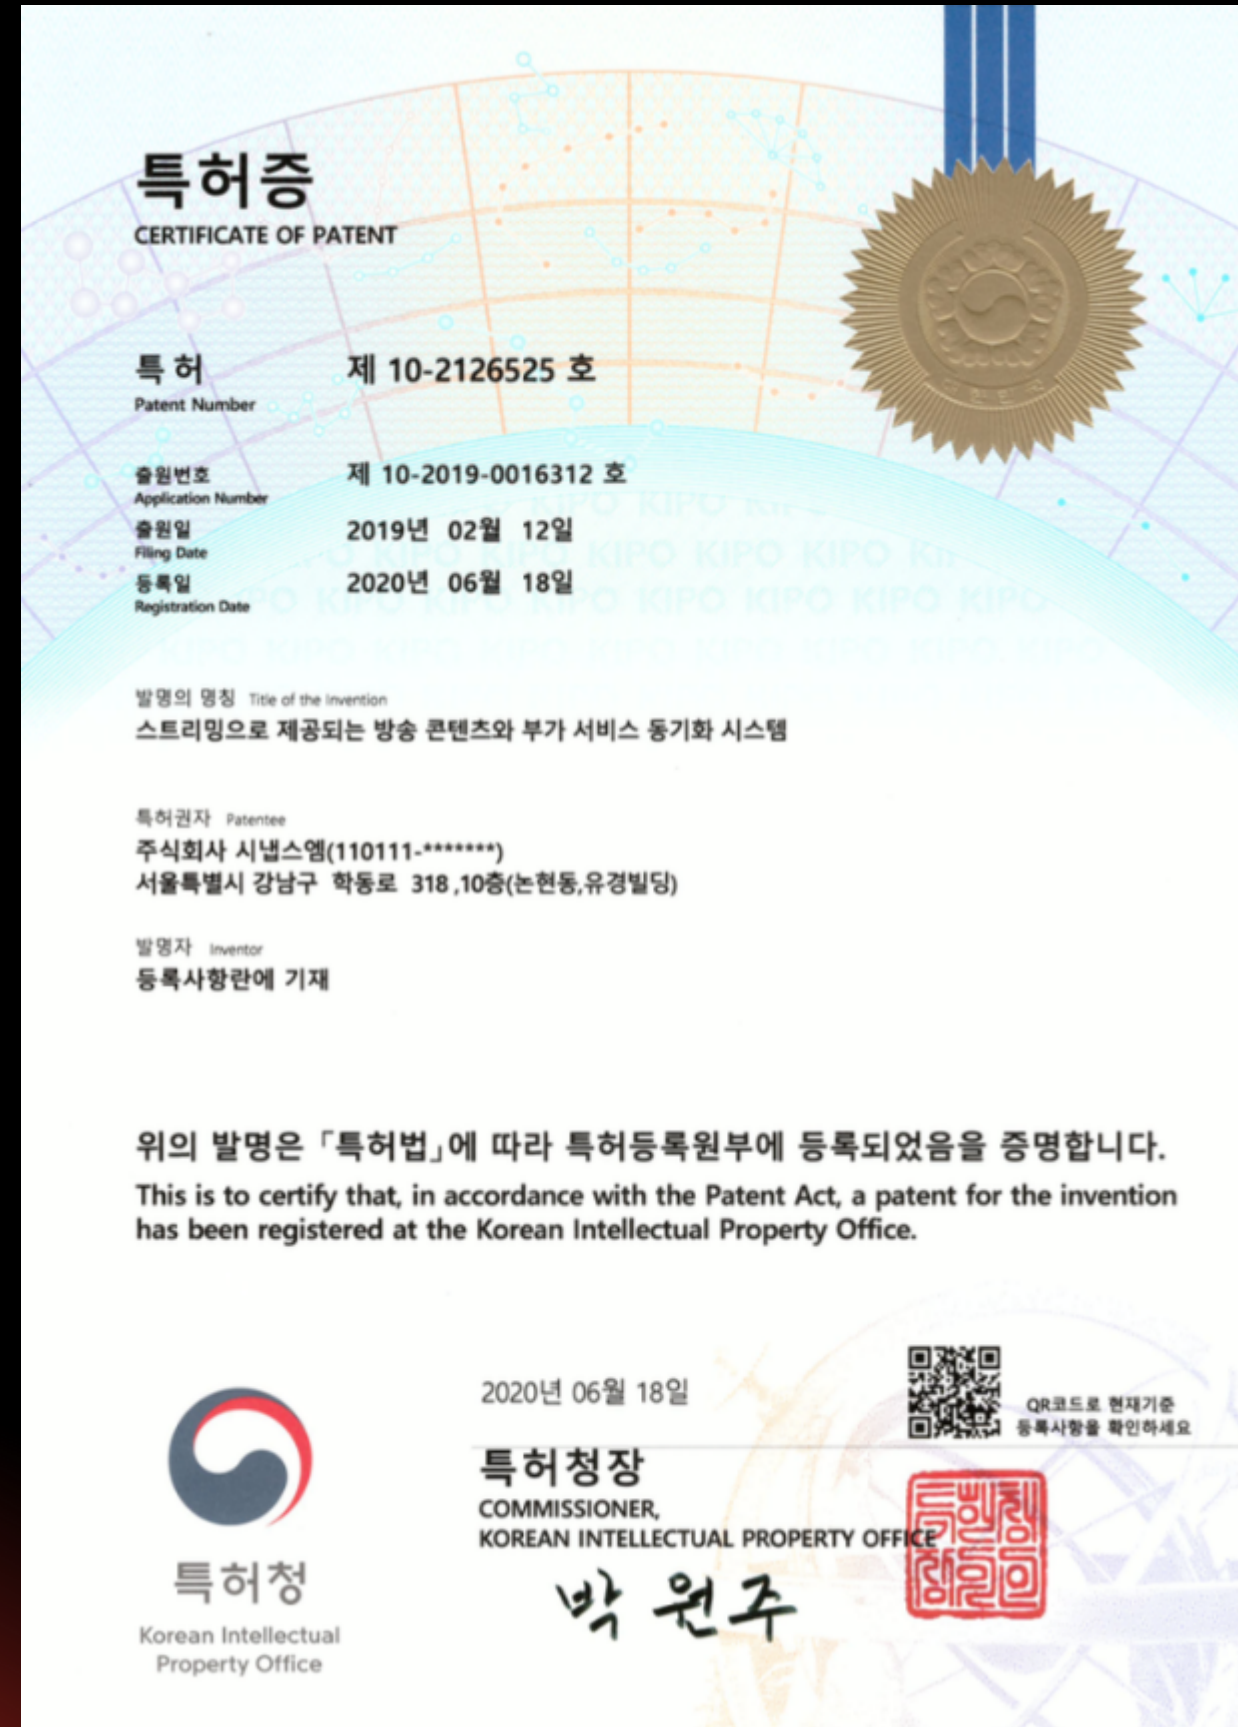 특허증
CERTIFICATE OF PATENT
특 허 제 10-2126525 호
Patent Number
출원번호 제 10-2019-0016312 호
Application Number
출원일 2019년 02월 12일
Filing Date
등록일 2020년 06월 18일
Registration Date
발명의 명칭 Title of the Invention
스트리밍으로 제공되는 방송 콘텐츠와 부가 서비스 동기화 시스템
특허권자 Patentee
주식회사 시냅스엠(110111-*******)
서울특별시 강남구 학동로 318 ,10층(논현동,유경빌딩)
발명자 Inventor
등록사항란에 기재
위의 발명은 「특허법」에 따라 특허등록원부에 등록되었음을 증명합니다.
This is to certify that, in accordance with the Patent Act, a patent for the invention
has been registered at the Korean Intellectual Property Office.
2020년 06월 18일
QR코드로 현재기준
등록사항을 확인하세요
특허청장
COMMISSIONER,
KOREAN INTELLECTUAL PROPERTY OFFICE
박 원 주
특허청
Korean Intellectual
Property Office